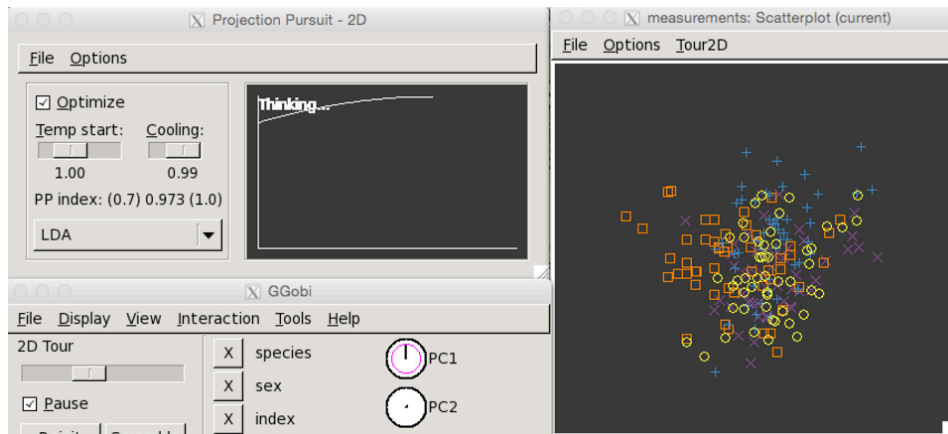 Projection Pursuit - 2D
File Options
Optimize
Temp start: Cooling:
1.00 0.99
PP index: (0.7) 0.973 (1.0)
LDA
Thinking...
measurements: Scatterplot (current)
File Options Tour2D
GGobi
File Display View Interaction Tools Help
2D Tour
Pause
X species
X sex
X index
PC1
PC2